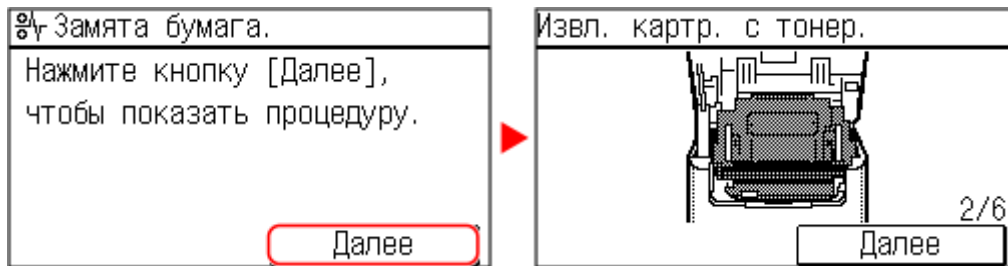 Замята бумага.
Нажмите кнопку [Далее],
чтобы показать процедуру.
Далее
Извл. картр. с тонер.
2/6
Далее